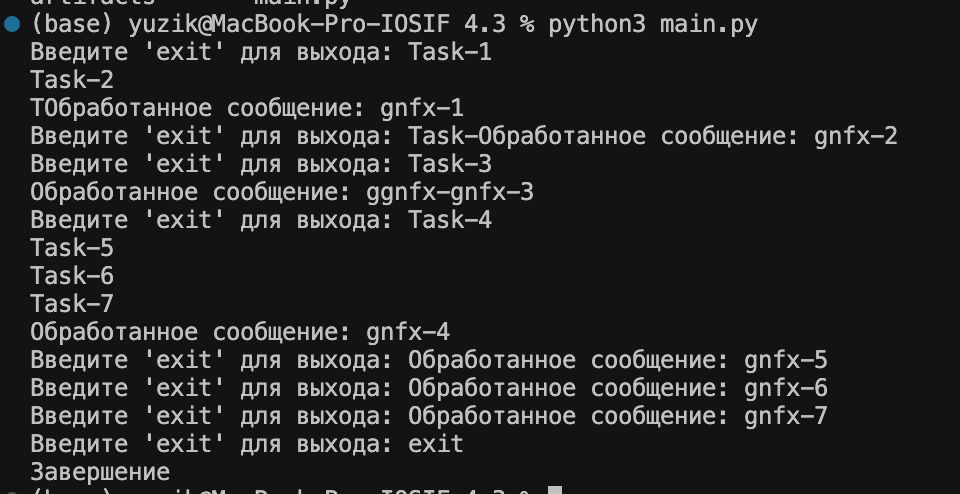 artifacts main.py
(base) yuzik@MacBook-Pro-IOSIF 4.3 % python3 main.py
Введите 'exit' для выхода: Task-1
Task-2
TОбработанное сообщение: gnfx-1
Введите 'exit' для выхода: Task-Обработанное сообщение: gnfx-2
Введите 'exit' для выхода: Task-3
Обработанное сообщение: ggnfx-gnfx-3
Введите 'exit' для выхода: Task-4
Task-5
Task-6
Task-7
Обработанное сообщение: gnfx-4
Введите 'exit' для выхода: Обработанное сообщение: gnfx-5
Введите 'exit' для выхода: Обработанное сообщение: gnfx-6
Введите 'exit' для выхода: Обработанное сообщение: gnfx-7
Введите 'exit' для выхода: exit
Завершение
(base) yuzik@MacBook-Pro-IOSIF 4.3 %